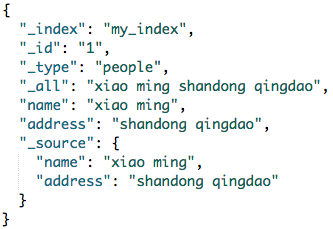 {
  "_index": "my_index",
  "_id": "1",
  "_type": "people",
  "_all": "xiao ming shandong qingdao",
  "name": "xiao ming",
  "address": "shandong qingdao",
  "_source": {
    "name": "xiao ming",
    "address": "shandong qingdao"
  }
}